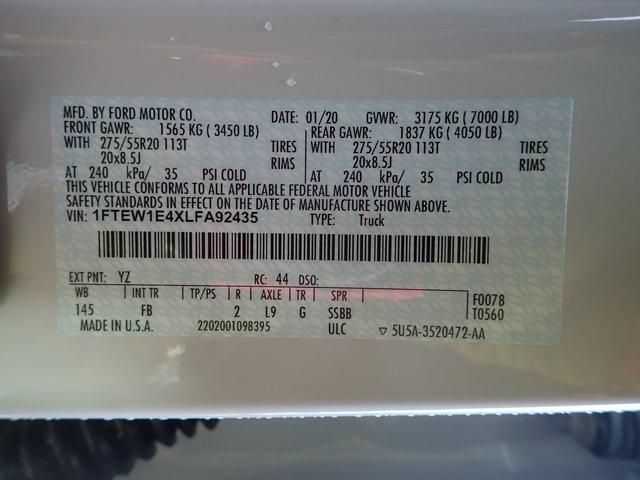 MFD. BY FORD MOTOR CO. DATE: 01/20 GVWR: 3175 KG ( 7000 LB)
FRONT GAWR: 1565 KG ( 3450 LB) REAR GAWR: 1837 KG ( 4050 LB)
WITH 275/55R20 113T TIRES WITH 275/55R20 113T TIRES
20x8.5J RIMS 20x8.5J RIMS
AT 240 kPa/ 35 PSI COLD AT 240 kPa/ 35 PSI COLD
THIS VEHICLE CONFORMS TO ALL APPLICABLE FEDERAL MOTOR VEHICLE
SAFETY STANDARDS IN EFFECT ON THE DATE OF MANUFACTURE SHOWN ABOVE.
VIN: 1FTEW1E4XLFA92435 TYPE: Truck
EXT PNT: YZ RC: 44 DSO:
WB INT TR TP/PS R AXLE TR SPR F0078
145 FB 2 L9 G SSBB T0560
MADE IN U.S.A. 2202001098395 ULC ▽ 5U5A-3520472-AA